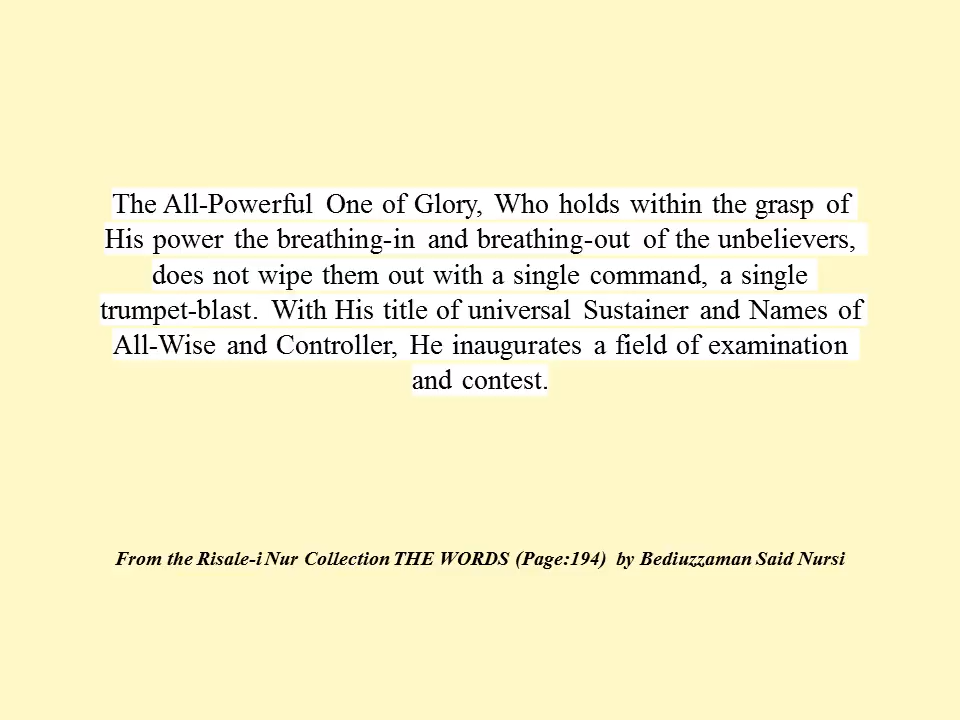 The All-Powerful One of Glory, Who holds within the grasp of
His power the breathing-in and breathing-out of the unbelievers,
does not wipe them out with a single command, a single
trumpet-blast. With His title of universal Sustainer and Names of
All-Wise and Controller, He inaugurates a field of examination
and contest.
From the Risale-i Nur Collection THE WORDS (Page:194) by Bediuzzaman Said Nursi